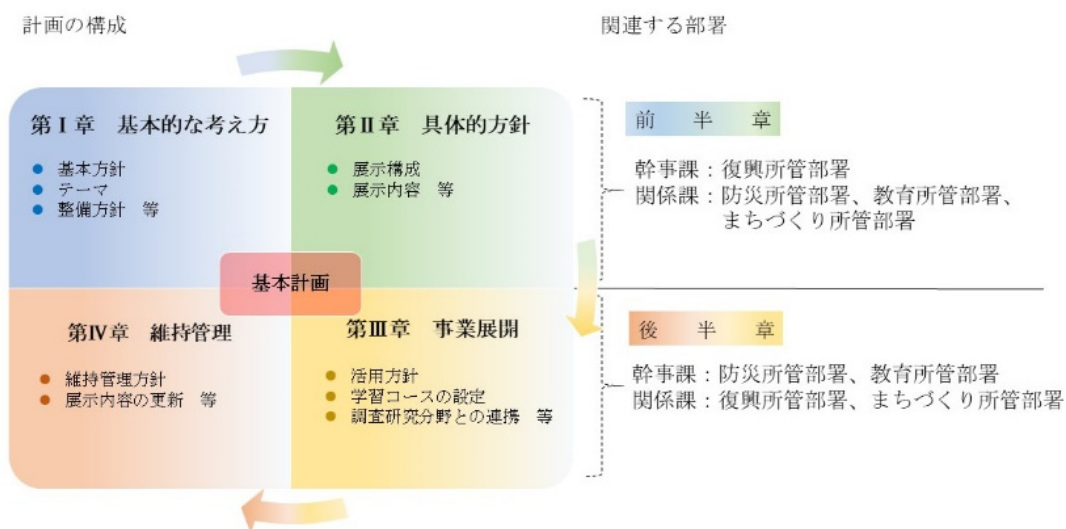 計画の構成
関連する部署
第Ⅰ章 基本的な考え方
● 基本方針
● テーマ
● 整備方針 等
第Ⅱ章 具体的方針
● 展示構成
● 展示内容 等
前半章
幹事課：復興所管部署
関係課：防災所管部署、教育所管部署、
まちづくり所管部署
基本計画
第Ⅳ章 維持管理
● 維持管理方針
● 展示内容の更新 等
第Ⅲ章 事業展開
● 活用方針
● 学習コースの設定
● 調査研究分野との連携 等
後半章
幹事課：防災所管部署、教育所管部署
関係課：復興所管部署、まちづくり所管部署